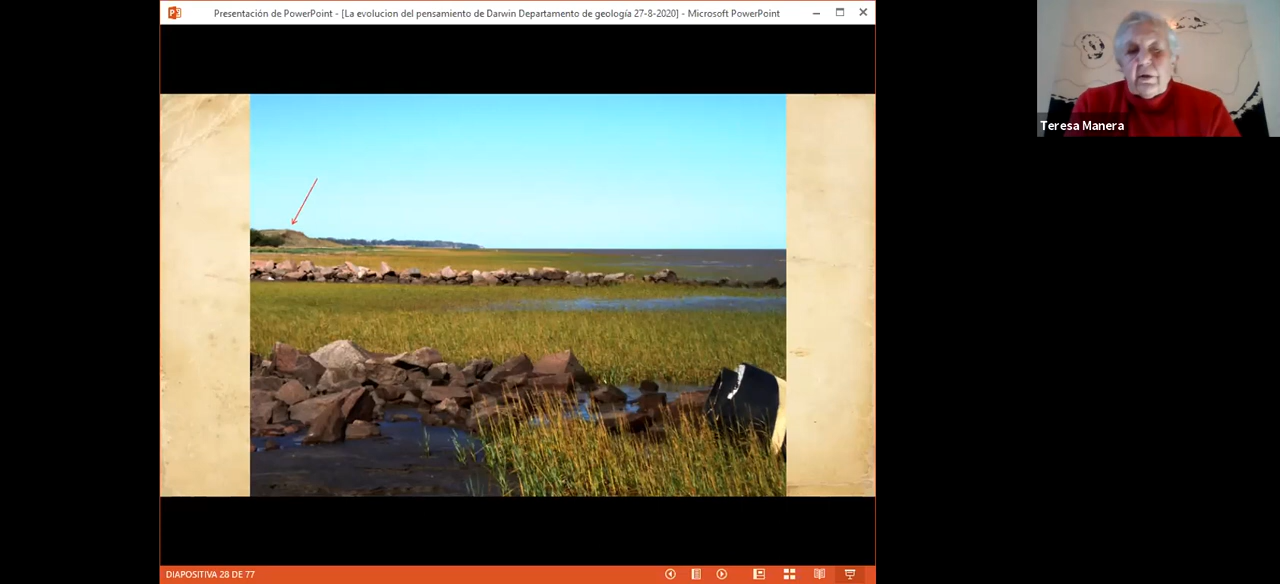 Presentación de PowerPoint - [La evolucion del pensamiento de Darwin Departamento de geología 27-8-2020] - Microsoft PowerPoint
Teresa Manera
DIAPOSITIVA 28 DE 77